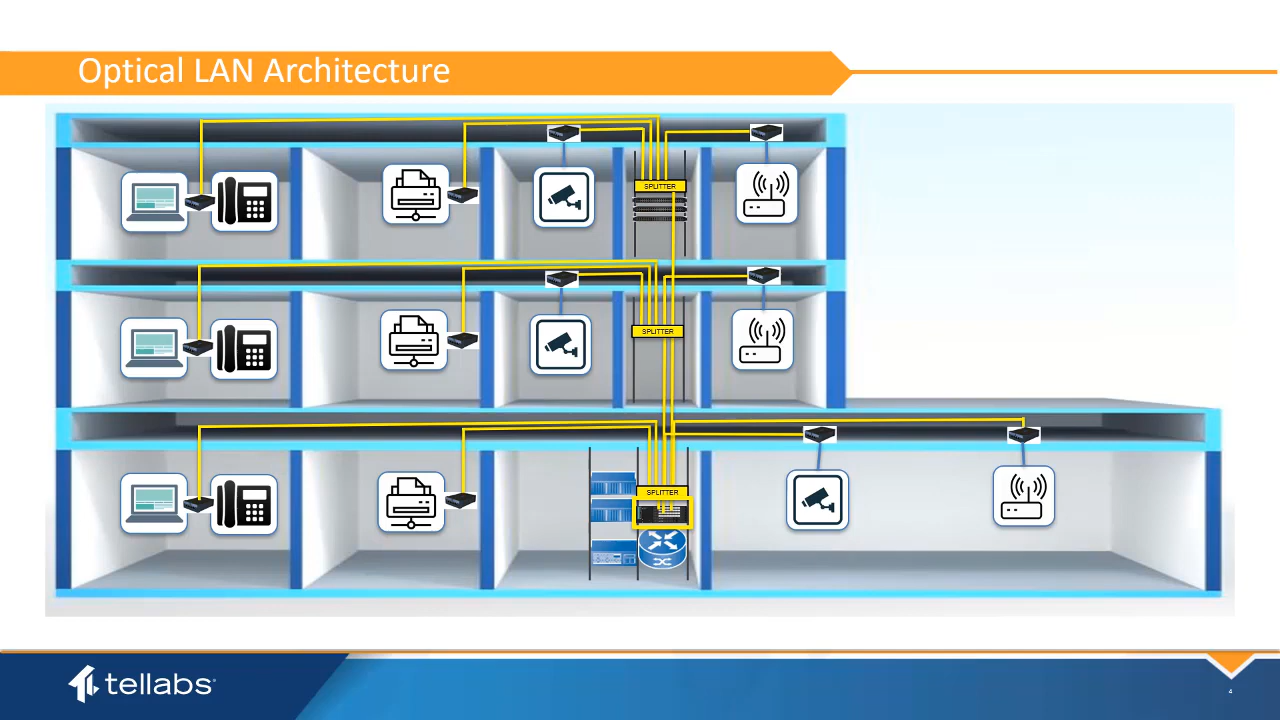 Optical LAN Architecture
SPLITTER
SPLITTER
SPLITTER
tellabs
4